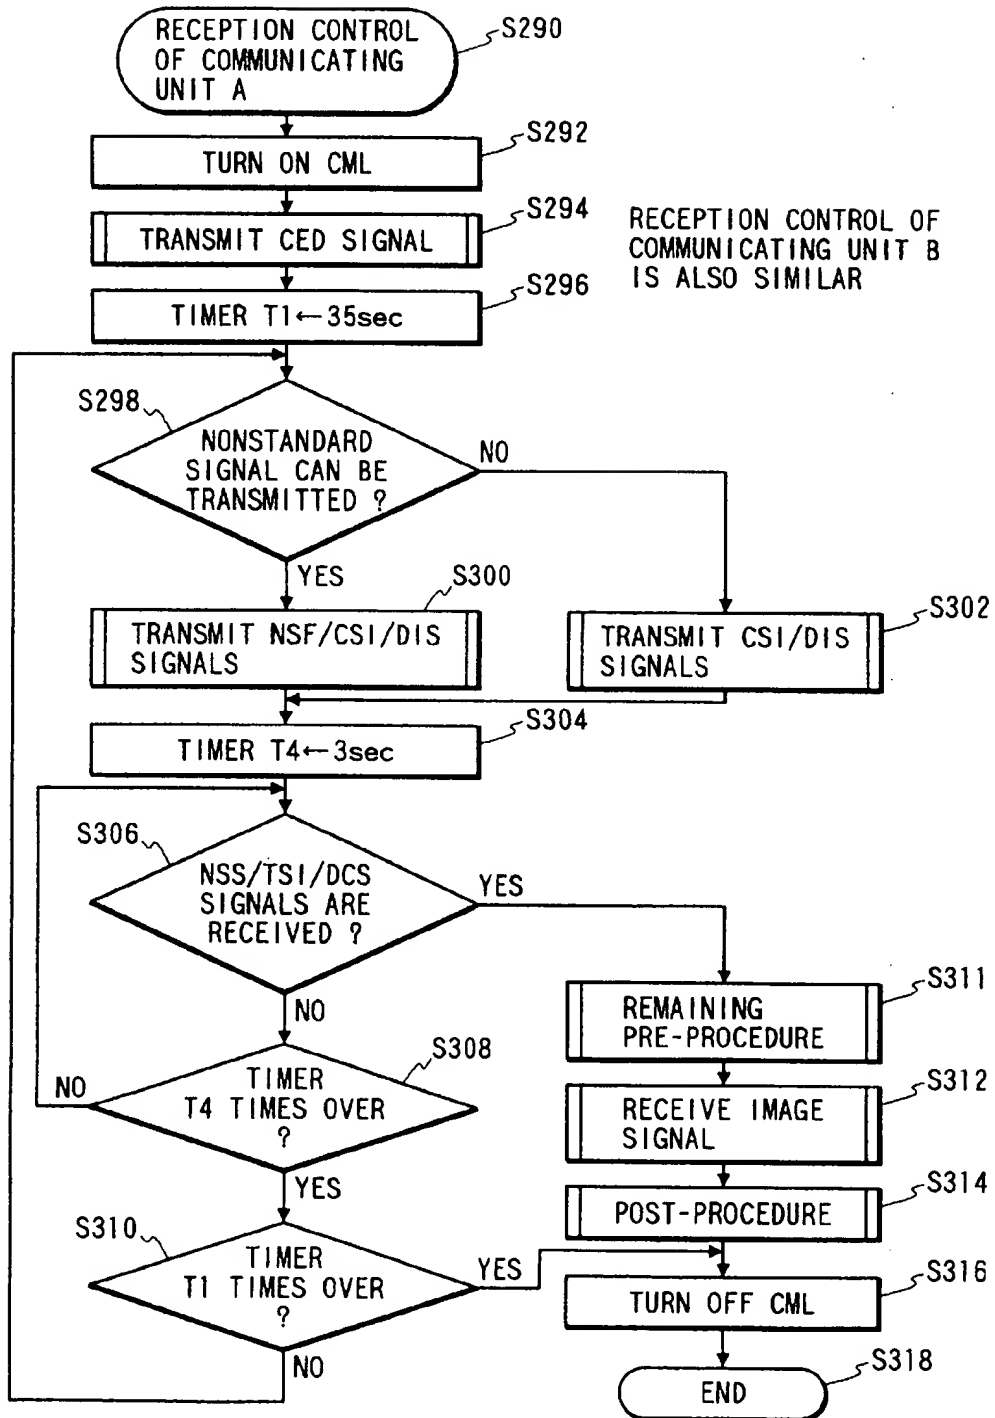 RECEPTION CONTROL
OF COMMUNICATING
UNIT A
S290
TURN ON CML
S292
TRANSMIT CED SIGNAL
S294
RECEPTION CONTROL OF
COMMUNICATING UNIT B
IS ALSO SIMILAR
TIMER T1←35sec
S296
S298
NONSTANDARD
SIGNAL CAN BE
TRANSMITTED ?
NO
YES
S300
TRANSMIT NSF/CSI/DIS
SIGNALS
S302
TRANSMIT CSI/DIS
SIGNALS
S304
TIMER T4←3sec
S306
NSS/TSI/DCS
SIGNALS ARE
RECEIVED ?
YES
NO
S311
REMAINING
PRE-PROCEDURE
S308
TIMER
T4 TIMES OVER
?
NO
YES
S312
RECEIVE IMAGE
SIGNAL
S314
POST-PROCEDURE
S310
TIMER
T1 TIMES OVER
?
YES
NO
S316
TURN OFF CML
S318
END